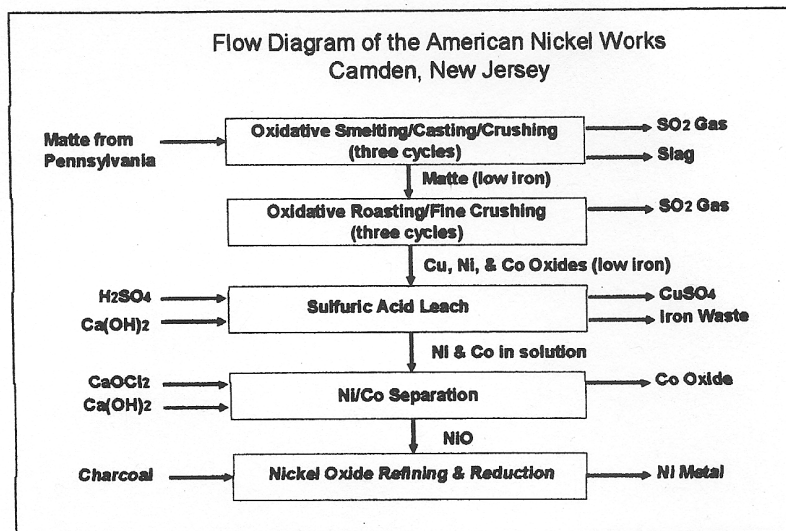 Flow Diagram of the American Nickel Works
Camden, New Jersey
Matte from
Pennsylvania
Oxidative Smelting/Casting/Crushing
(three cycles)
SO2 Gas
Slag
Matte (low iron)
Oxidative Roasting/Fine Crushing
(three cycles)
SO2 Gas
Cu, Ni, & Co Oxides (low iron)
H2SO4
Ca(OH)2
Sulfuric Acid Leach
CuSO4
Iron Waste
Ni & Co in solution
CaOCl2
Ca(OH)2
Ni/Co Separation
Co Oxide
NiO
Charcoal
Nickel Oxide Refining & Reduction
Ni Metal